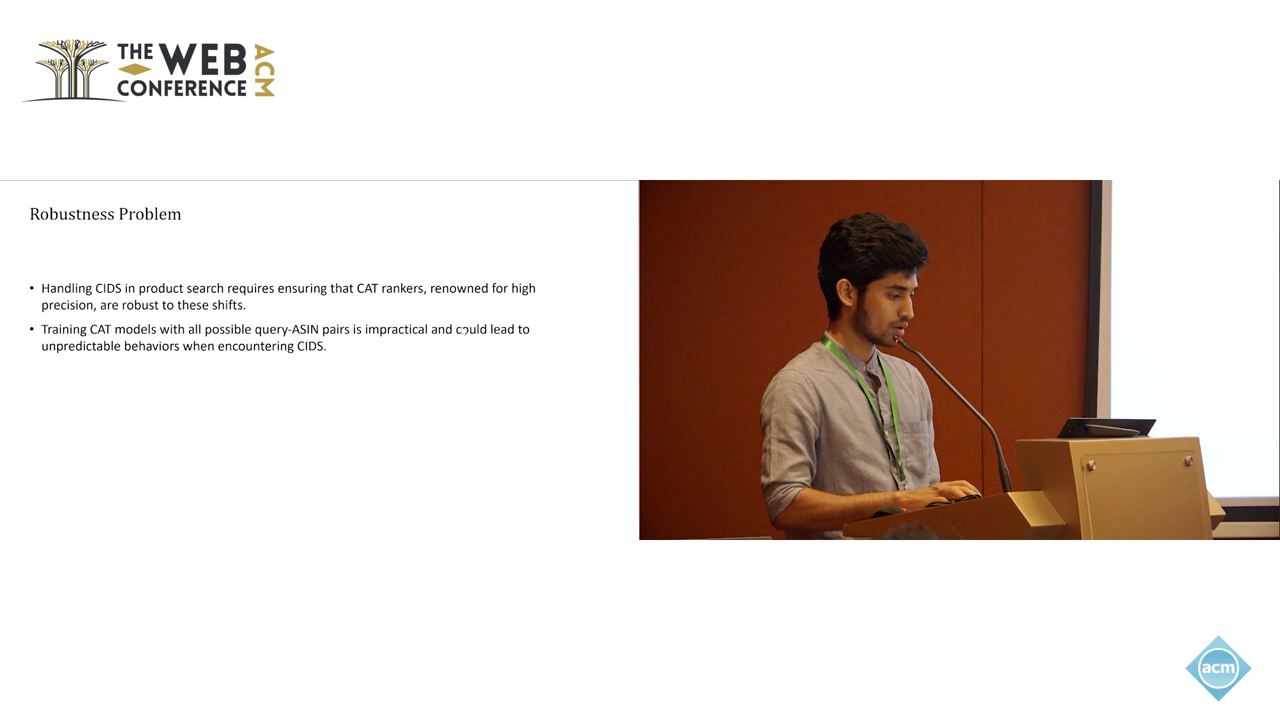 THE WEB
CONFERENCE
ACM
Robustness Problem
• Handling CIDS in product search requires ensuring that CAT rankers, renowned for high
precision, are robust to these shifts.
• Training CAT models with all possible query-ASIN pairs is impractical and could lead to
unpredictable behaviors when encountering CIDS.
acm